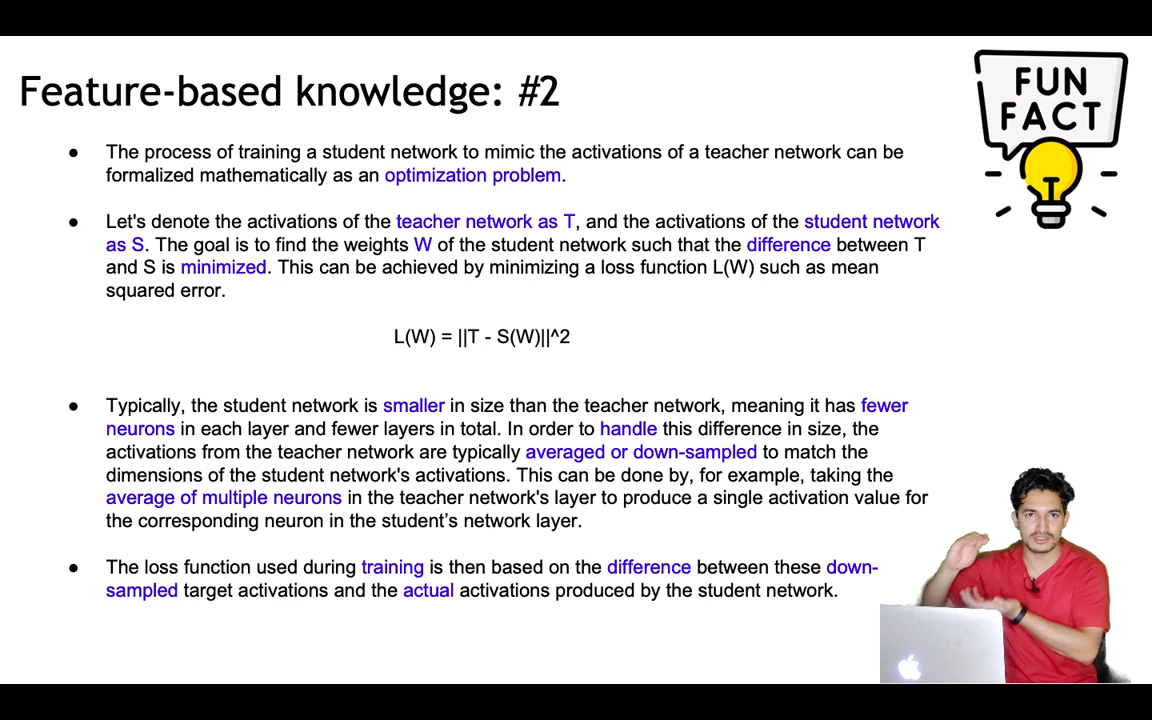 Feature-based knowledge: #2
FUN
FACT
● The process of training a student network to mimic the activations of a teacher network can be
formalized mathematically as an optimization problem.
● Let's denote the activations of the teacher network as T, and the activations of the student network
as S. The goal is to find the weights W of the student network such that the difference between T
and S is minimized. This can be achieved by minimizing a loss function L(W) such as mean
squared error.
L(W) = ||T - S(W)||^2
● Typically, the student network is smaller in size than the teacher network, meaning it has fewer
neurons in each layer and fewer layers in total. In order to handle this difference in size, the
activations from the teacher network are typically averaged or down-sampled to match the
dimensions of the student network's activations. This can be done by, for example, taking the
average of multiple neurons in the teacher network's layer to produce a single activation value for
the corresponding neuron in the student’s network layer.
● The loss function used during training is then based on the difference between these down-
sampled target activations and the actual activations produced by the student network.